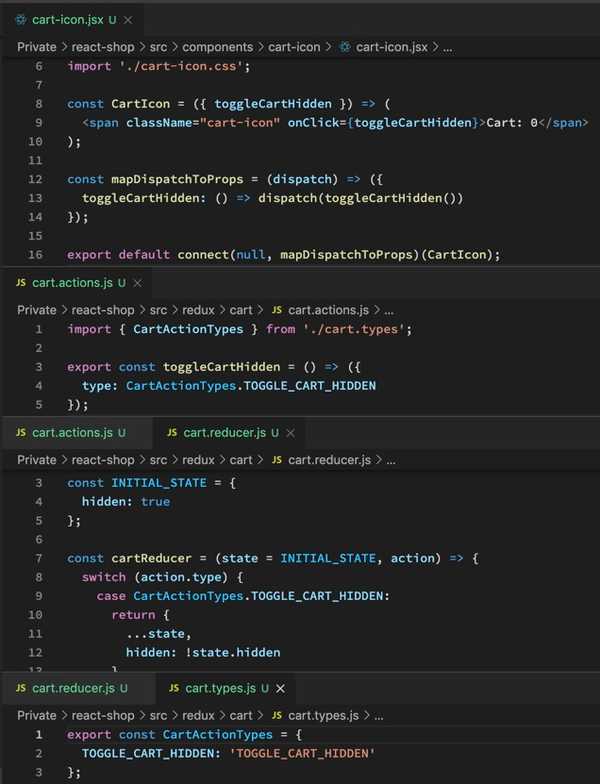 cart-icon.jsx U
Private > react-shop > src > components > cart-icon > cart-icon.jsx > ...
6 import './cart-icon.css';
7
8 const CartIcon = ({ toggleCartHidden }) => (
9 <span className="cart-icon" onClick={toggleCartHidden}>Cart: 0</span>
10 );
11
12 const mapDispatchToProps = (dispatch) => ({
13 toggleCartHidden: () => dispatch(toggleCartHidden())
14 });
15
16 export default connect(null, mapDispatchToProps)(CartIcon);
JS cart.actions.js U
Private > react-shop > src > redux > cart > JS cart.actions.js > ...
1 import { CartActionTypes } from './cart.types';
2
3 export const toggleCartHidden = () => ({
4 type: CartActionTypes.TOGGLE_CART_HIDDEN
5 });
JS cart.actions.js U JS cart.reducer.js U
Private > react-shop > src > redux > cart > JS cart.reducer.js > ...
3 const INITIAL_STATE = {
4 hidden: true
5 };
6
7 const cartReducer = (state = INITIAL_STATE, action) => {
8 switch (action.type) {
9 case CartActionTypes.TOGGLE_CART_HIDDEN:
10 return {
11 ...state,
12 hidden: !state.hidden
13 }
JS cart.reducer.js U JS cart.types.js U
Private > react-shop > src > redux > cart > JS cart.types.js > ...
1 export const CartActionTypes = {
2 TOGGLE_CART_HIDDEN: 'TOGGLE_CART_HIDDEN'
3 };